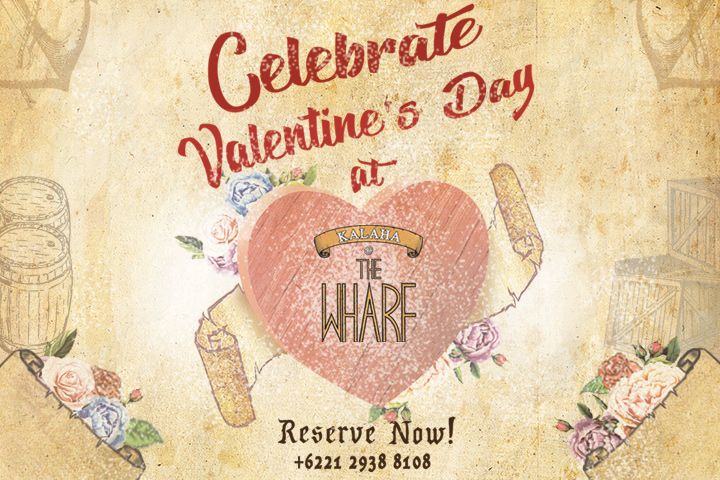 Celebrate
Valentine's Day
at
KALAHA
@
THE
WHARF
Reserve Now!
+6221 2938 8108